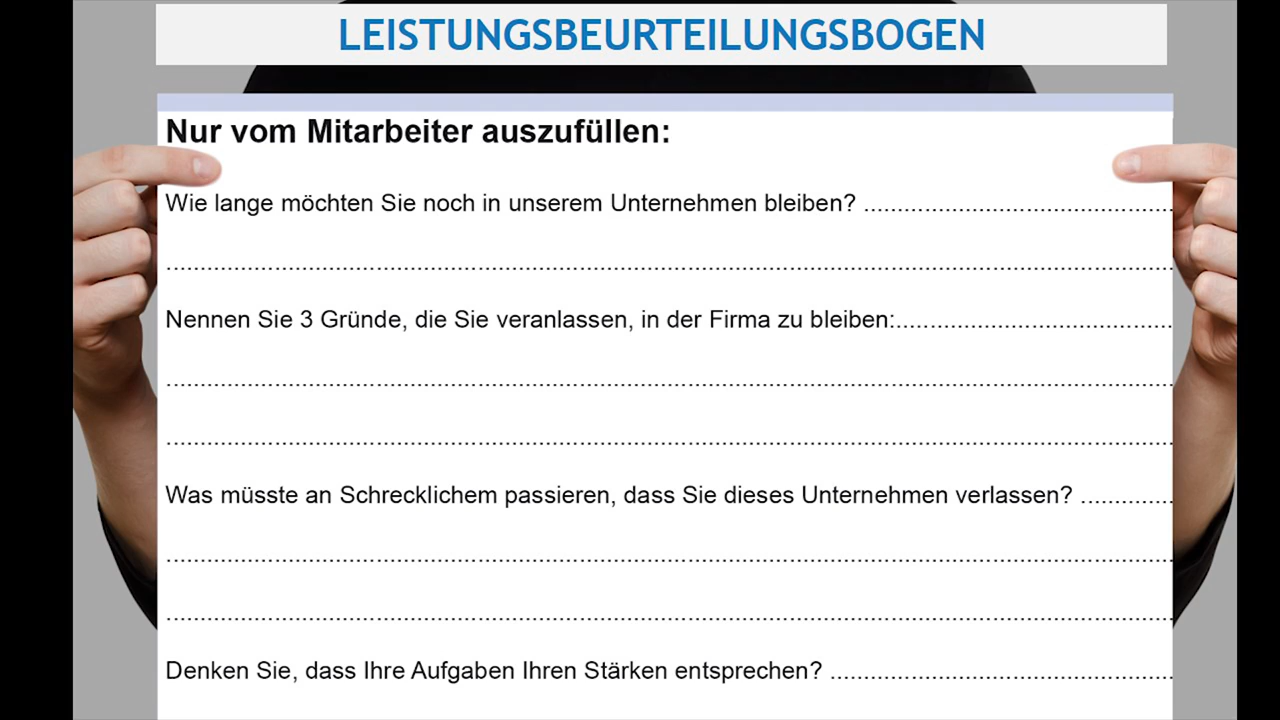 LEISTUNGSBEURTEILUNGSBOGEN
Nur vom Mitarbeiter auszufüllen:
Wie lange möchten Sie noch in unserem Unternehmen bleiben? ........................................
................................................................................................................................
Nennen Sie 3 Gründe, die Sie veranlassen, in der Firma zu bleiben:....................................
................................................................................................................................
................................................................................................................................
Was müsste an Schrecklichem passieren, dass Sie dieses Unternehmen verlassen? .............
................................................................................................................................
................................................................................................................................
Denken Sie, dass Ihre Aufgaben Ihren Stärken entsprechen? .............................................